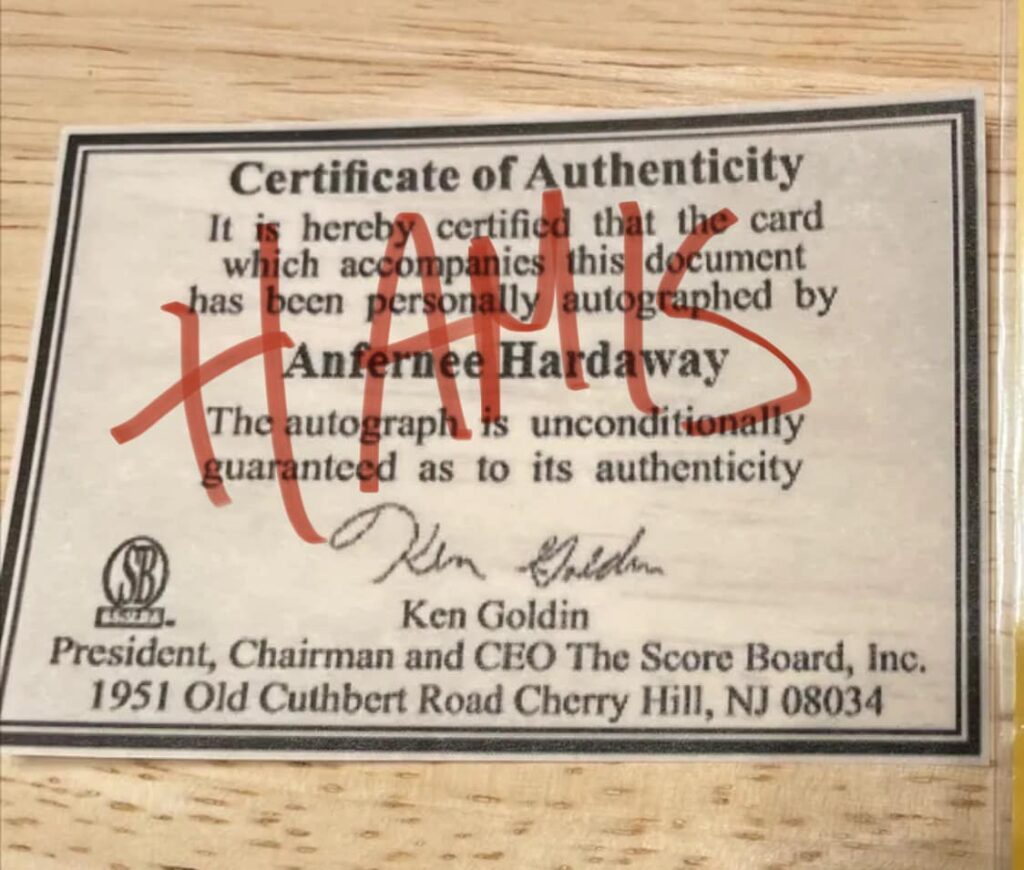 Certificate of Authenticity
It is hereby certified that the card
which accompanies this document
has been personally autographed by
Anfernee Hardaway
The autograph is unconditionally
guaranteed as to its authenticity
HAMS
Ken Goldin
SB
Ken Goldin
President, Chairman and CEO The Score Board, Inc.
1951 Old Cuthbert Road Cherry Hill, NJ 08034